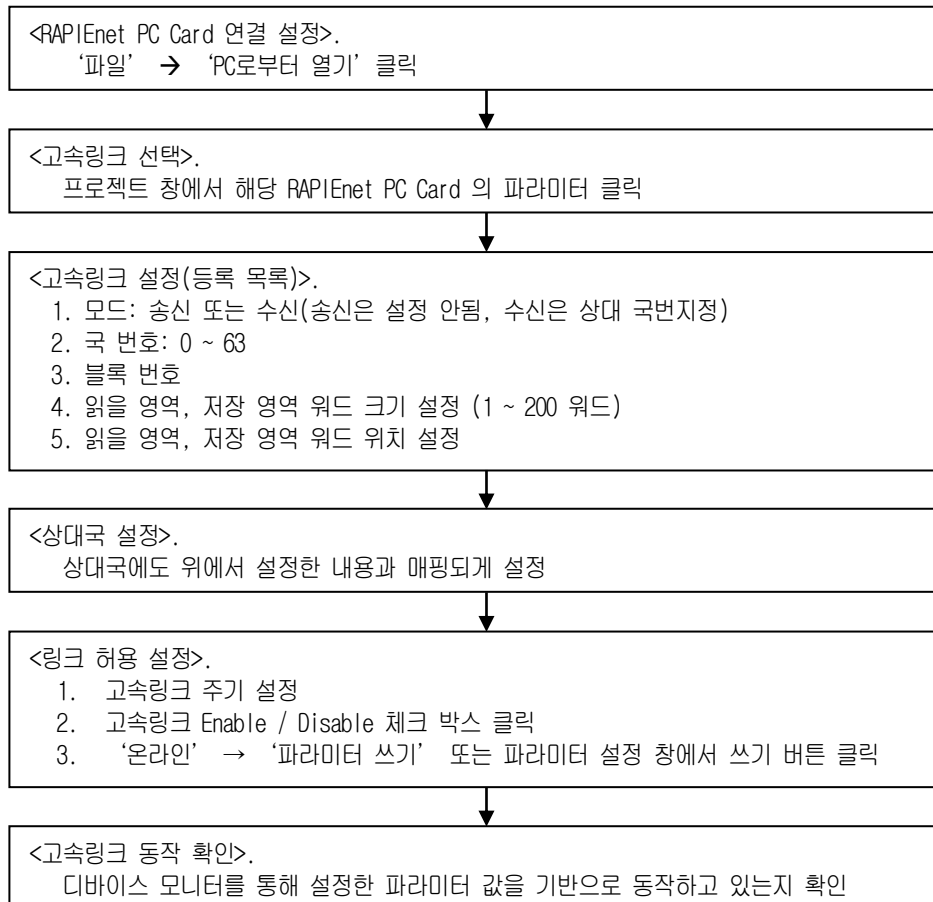 <RAPIEnet PC Card 연결 설정>.
‘파일’ → ‘PC로부터 열기’ 클릭
<고속링크 선택>.
프로젝트 창에서 해당 RAPIEnet PC Card 의 파라미터 클릭
<고속링크 설정(등록 목록)>.
1. 모드: 송신 또는 수신(송신은 설정 안됨, 수신은 상대 국번지정)
2. 국 번호: 0 ~ 63
3. 블록 번호
4. 읽을 영역, 저장 영역 워드 크기 설정 (1 ~ 200 워드)
5. 읽을 영역, 저장 영역 워드 위치 설정
<상대국 설정>.
상대국에도 위에서 설정한 내용과 매핑되게 설정
<링크 허용 설정>.
1. 고속링크 주기 설정
2. 고속링크 Enable / Disable 체크 박스 클릭
3. ‘온라인’ → ‘파라미터 쓰기’ 또는 파라미터 설정 창에서 쓰기 버튼 클릭
<고속링크 동작 확인>.
디바이스 모니터를 통해 설정한 파라미터 값을 기반으로 동작하고 있는지 확인